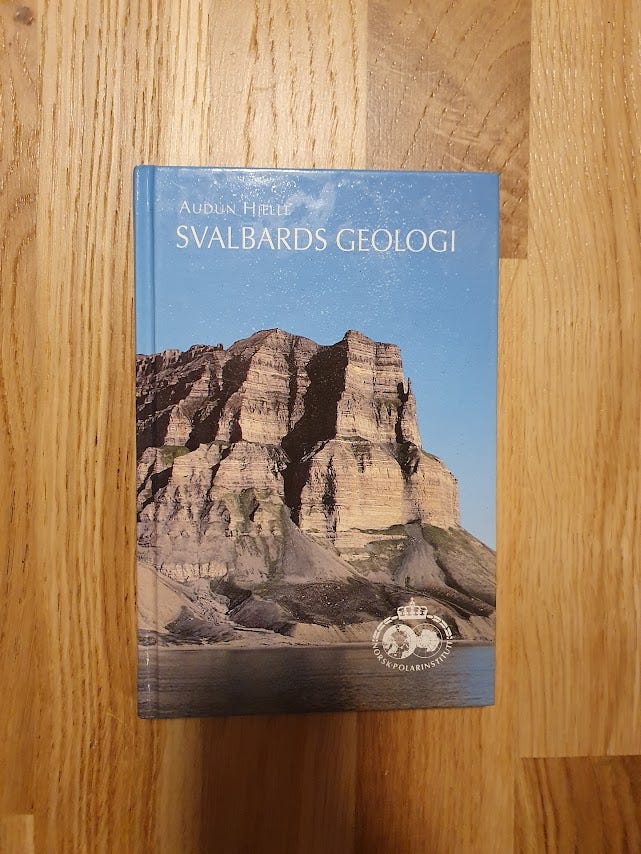 AUDUN HJELLE
SVALBARDS GEOLOGI
NORSK POLARINSTITUTT